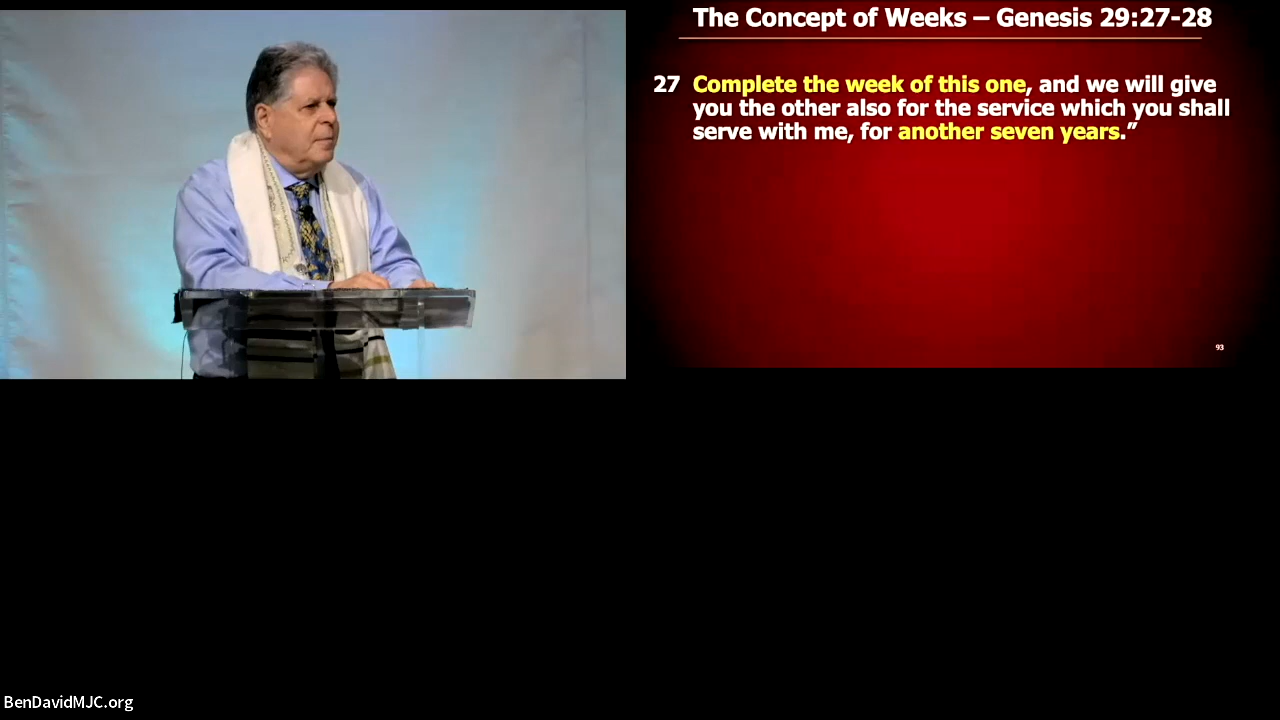 The Concept of Weeks – Genesis 29:27-28
27 Complete the week of this one, and we will give
you the other also for the service which you shall
serve with me, for another seven years.”
93
BenDavidMJC.org